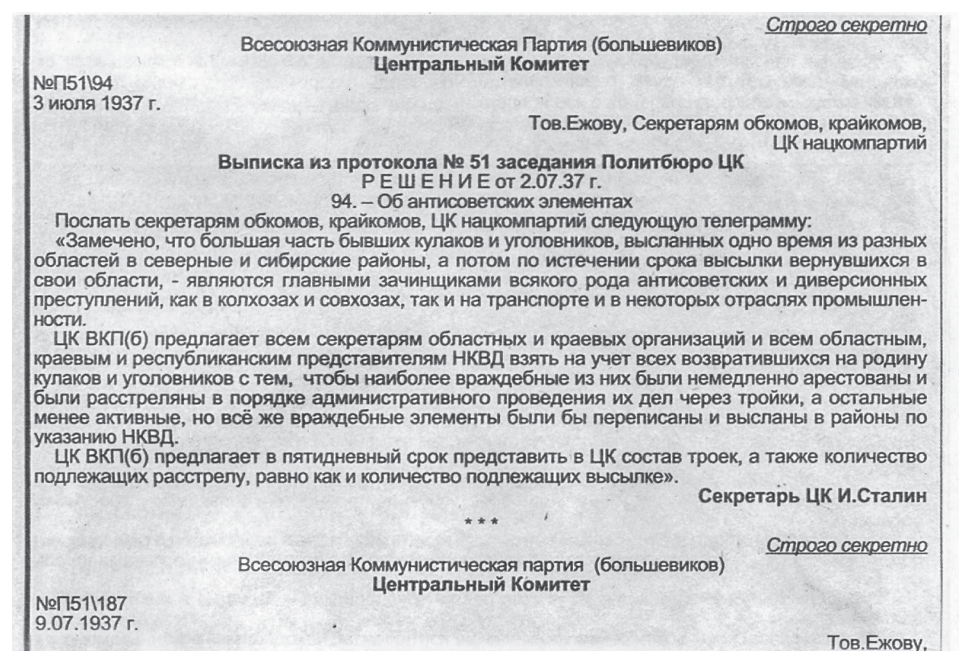 Строго секретно
Всесоюзная Коммунистическая Партия (большевиков)
Центральный Комитет
№П51\94
3 июля 1937 г.
Тов.Ежову, Секретарям обкомов, крайкомов,
ЦК нацкомпартий
Выписка из протокола № 51 заседания Политбюро ЦК
Р Е Ш Е Н И Е от 2.07.37 г.
94. – Об антисоветских элементах
Послать секретарям обкомов, крайкомов, ЦК нацкомпартий следующую телеграмму:
«Замечено, что большая часть бывших кулаков и уголовников, высланных одно время из разных
областей в северные и сибирские районы, а потом по истечении срока высылки вернувшихся в
свои области, - являются главными зачинщиками всякого рода антисоветских и диверсионных
преступлений, как в колхозах и совхозах, так и на транспорте и в некоторых отраслях промышлен-
ности.
ЦК ВКП(б) предлагает всем секретарям областных и краевых организаций и всем областным,
краевым и республиканским представителям НКВД взять на учет всех возвратившихся на родину
кулаков и уголовников с тем, чтобы наиболее враждебные из них были немедленно арестованы и
были расстреляны в порядке административного проведения их дел через тройки, а остальные
менее активные, но всё же враждебные элементы были бы переписаны и высланы в районы по
указанию НКВД.
ЦК ВКП(б) предлагает в пятидневный срок представить в ЦК состав троек, а также количество
подлежащих расстрелу, равно как и количество подлежащих высылке».
Секретарь ЦК И.Сталин
* * *
Строго секретно
Всесоюзная Коммунистическая партия (большевиков)
Центральный Комитет
№П51\187
9.07.1937 г.
Тов.Ежову,